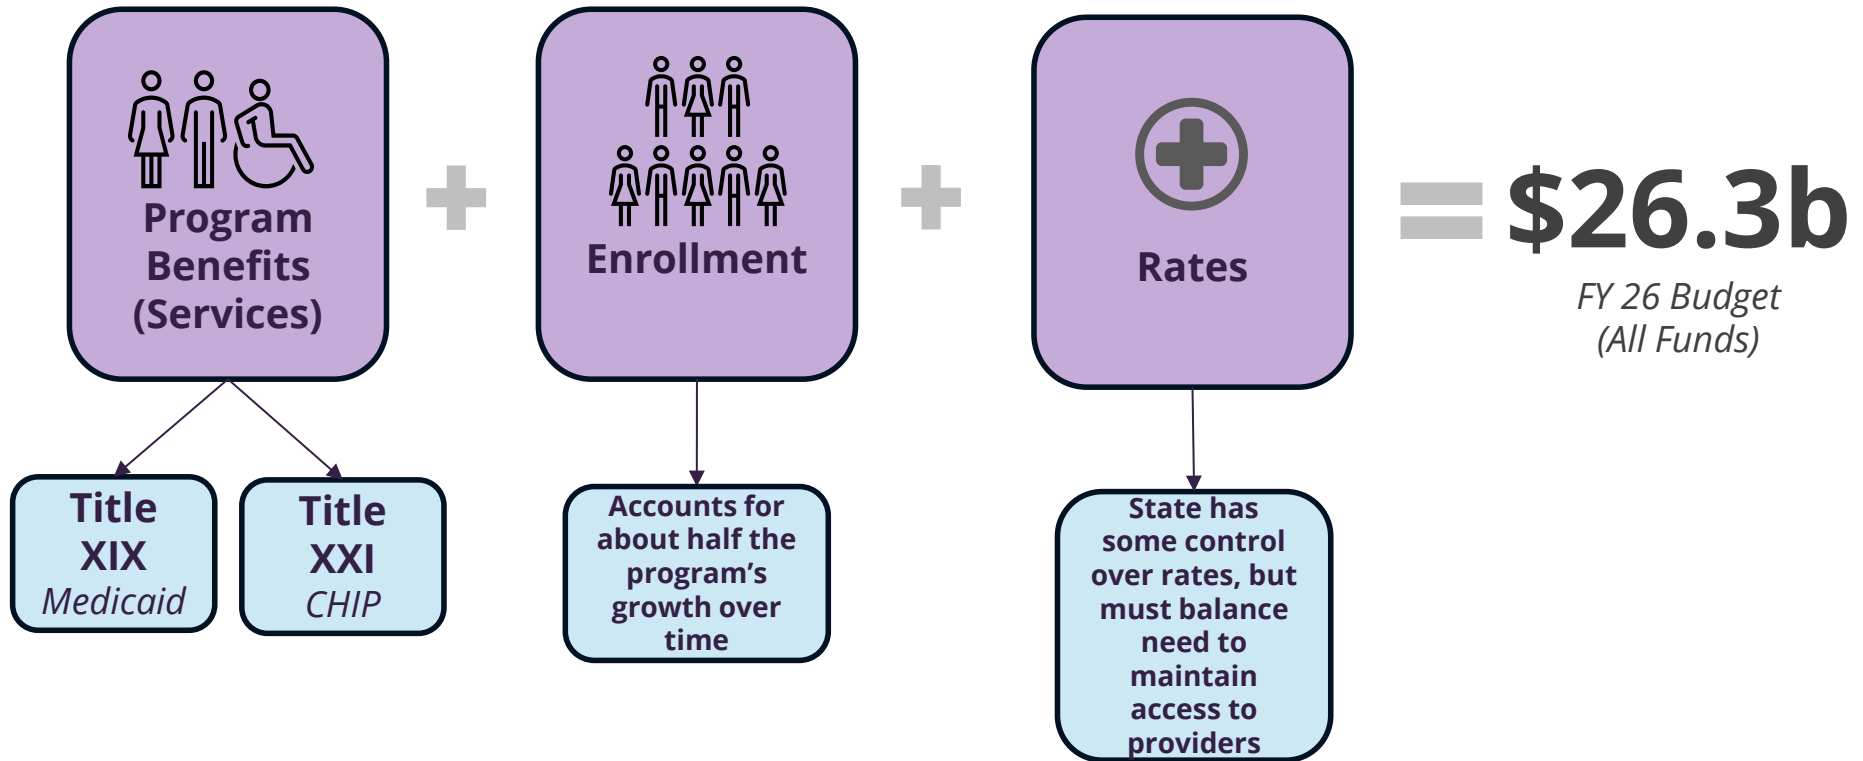 Program
Benefits
(Services)
Enrollment
Rates
$26.3b
FY 26 Budget
(All Funds)
Title
XIX
Medicaid
Title
XXI
CHIP
Accounts for
about half the
program’s
growth over
time
State has
some control
over rates, but
must balance
need to
maintain
access to
providers